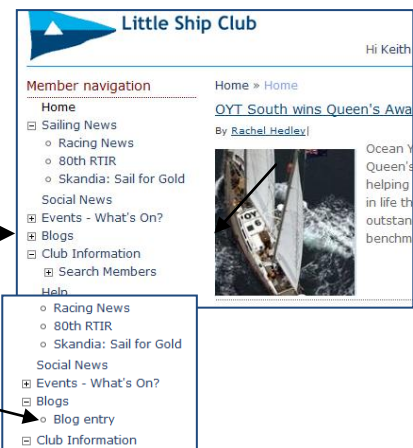 Little Ship Club
Hi Keith
Member navigation
Home
Sailing News
Racing News
80th RTIR
Skandia: Sail for Gold
Social News
Events - What's On?
Blogs
Club Information
Search Members
Help
Home » Home
OYT South wins Queen's Awa
By Rachel Hedley|
Ocean Y
Queen's
helping
in life th
outstan
benchm
Racing News
80th RTIR
Skandia: Sail for Gold
Social News
Events - What's On?
Blogs
Blog entry
Club Information